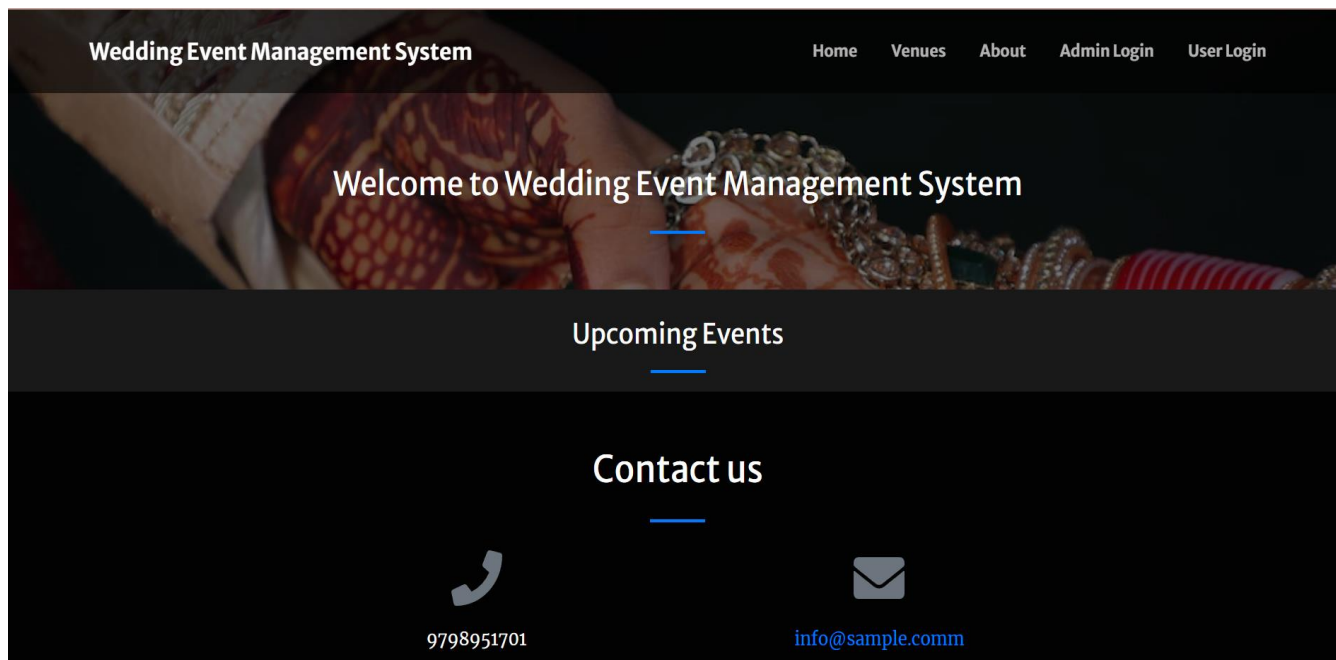 Wedding Event Management System
Home Venues About Admin Login User Login
Welcome to Wedding Event Management System
Upcoming Events
Contact us
9798951701 info@sample.comm